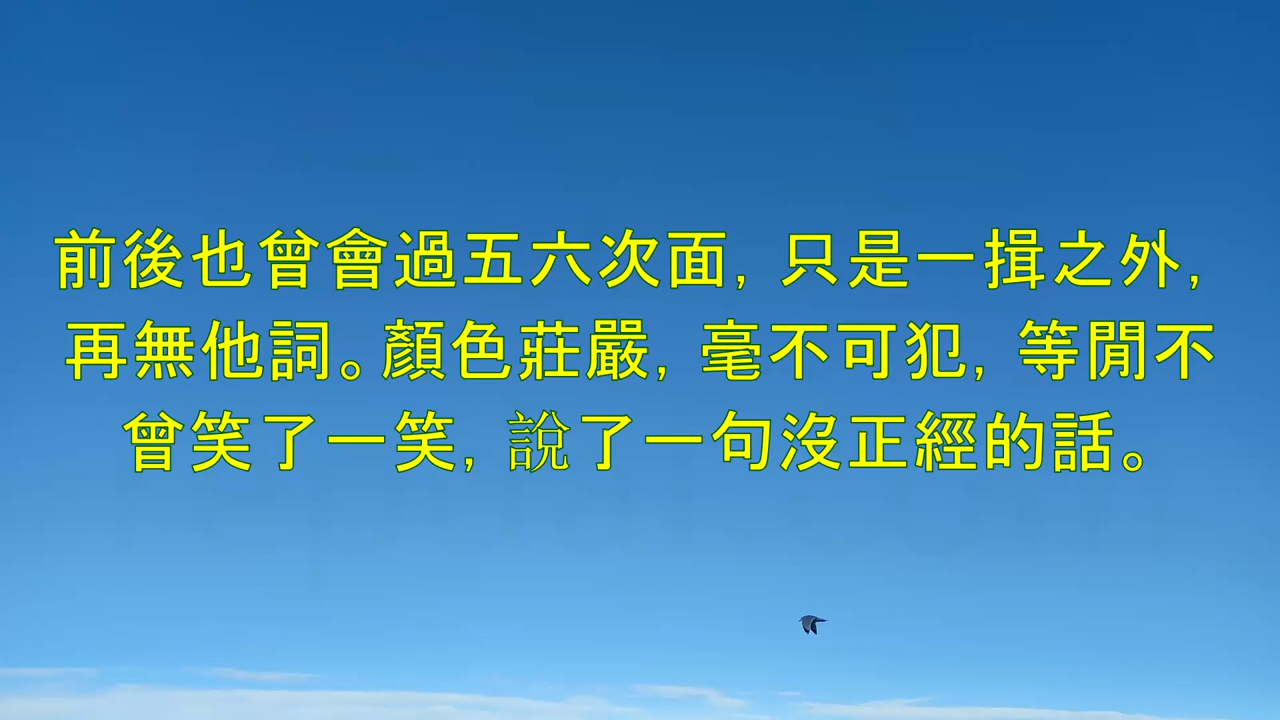 前後也曾會過五六次面，只是一揖之外，
再無他詞。顏色莊嚴，毫不可犯，等閒不
曾笑了一笑，說了一句沒正經的話。